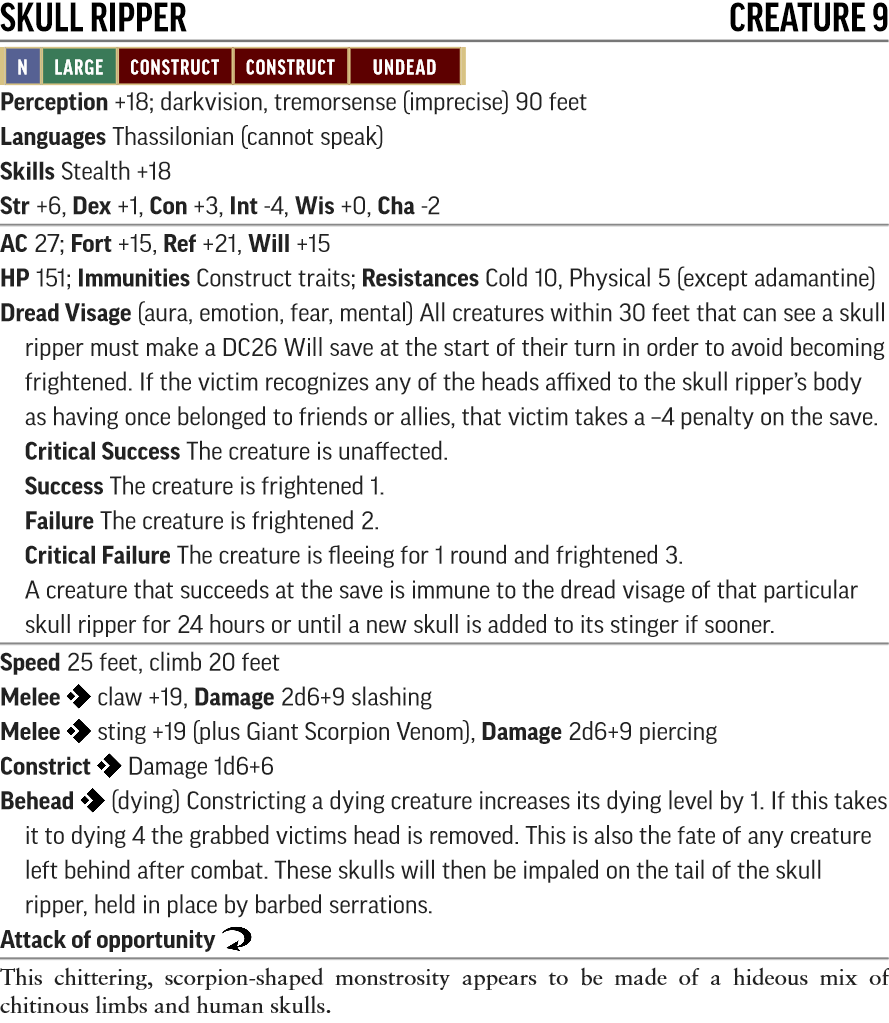 SKULL RIPPER CREATURE 9
N LARGE CONSTRUCT CONSTRUCT UNDEAD
Perception +18; darkvision, tremorsense (imprecise) 90 feet
Languages Thassilonian (cannot speak)
Skills Stealth +18
Str +6, Dex +1, Con +3, Int -4, Wis +0, Cha -2
AC 27; Fort +15, Ref +21, Will +15
HP 151; Immunities Construct traits; Resistances Cold 10, Physical 5 (except adamantine)
Dread Visage (aura, emotion, fear, mental) All creatures within 30 feet that can see a skull
ripper must make a DC26 Will save at the start of their turn in order to avoid becoming
frightened. If the victim recognizes any of the heads affixed to the skull ripper's body
as having once belonged to friends or allies, that victim takes a –4 penalty on the save.
Critical Success The creature is unaffected.
Success The creature is frightened 1.
Failure The creature is frightened 2.
Critical Failure The creature is fleeing for 1 round and frightened 3.
A creature that succeeds at the save is immune to the dread visage of that particular
skull ripper for 24 hours or until a new skull is added to its stinger if sooner.
Speed 25 feet, climb 20 feet
Melee claw +19, Damage 2d6+9 slashing
Melee sting +19 (plus Giant Scorpion Venom), Damage 2d6+9 piercing
Constrict Damage 1d6+6
Behead (dying) Constricting a dying creature increases its dying level by 1. If this takes
it to dying 4 the grabbed victims head is removed. This is also the fate of any creature
left behind after combat. These skulls will then be impaled on the tail of the skull
ripper, held in place by barbed serrations.
Attack of opportunity
This chittering, scorpion-shaped monstrosity appears to be made of a hideous mix of
chitinous limbs and human skulls.